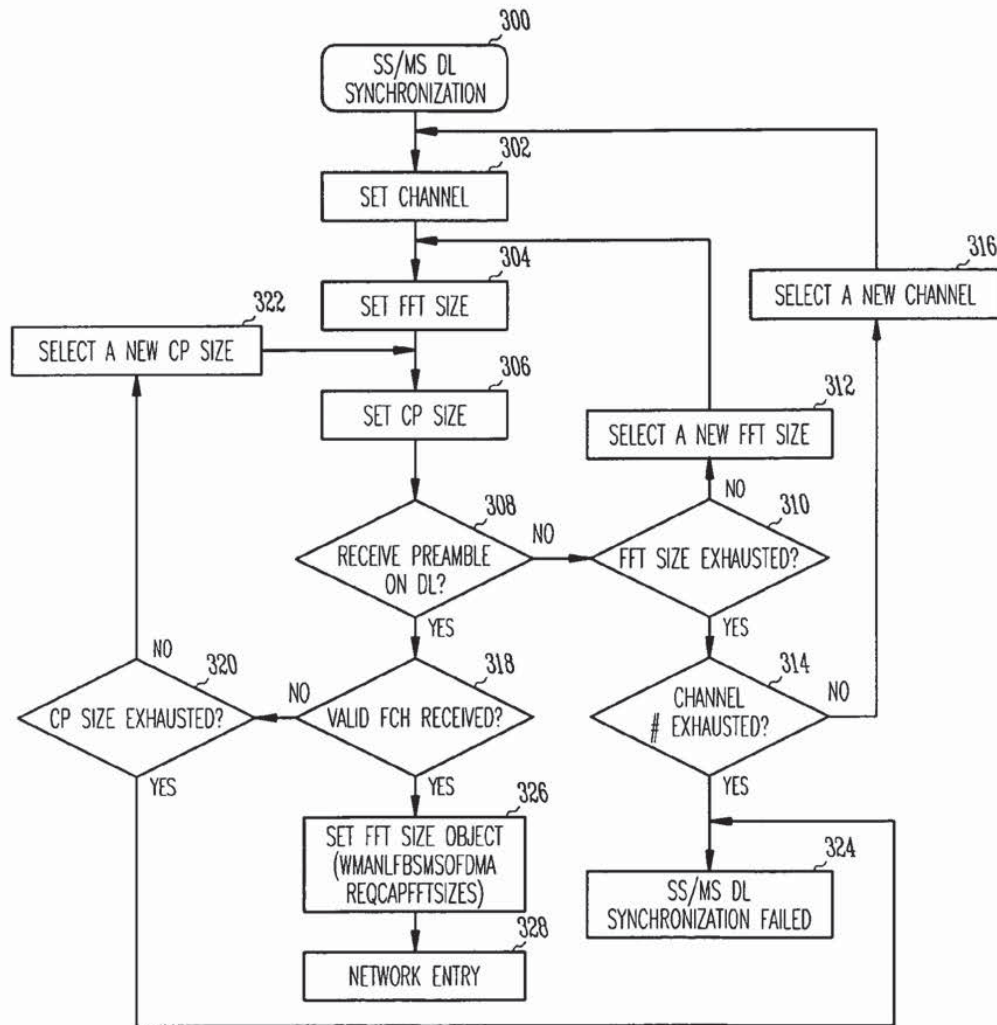 300
SS/MS DL
SYNCHRONIZATION
302
SET CHANNEL
304
SET FFT SIZE
316
SELECT A NEW CHANNEL
322
SELECT A NEW CP SIZE
306
SET CP SIZE
312
SELECT A NEW FFT SIZE
308
RECEIVE PREAMBLE
ON DL?
NO
YES
310
FFT SIZE EXHAUSTED?
NO
YES
320
CP SIZE EXHAUSTED?
NO
YES
318
VALID FCH RECEIVED?
NO
YES
314
CHANNEL
# EXHAUSTED?
NO
YES
326
SET FFT SIZE OBJECT
(WMANLFBSMSOFDMA
REQCAPFFTSIZES)
324
SS/MS DL
SYNCHRONIZATION FAILED
328
NETWORK ENTRY